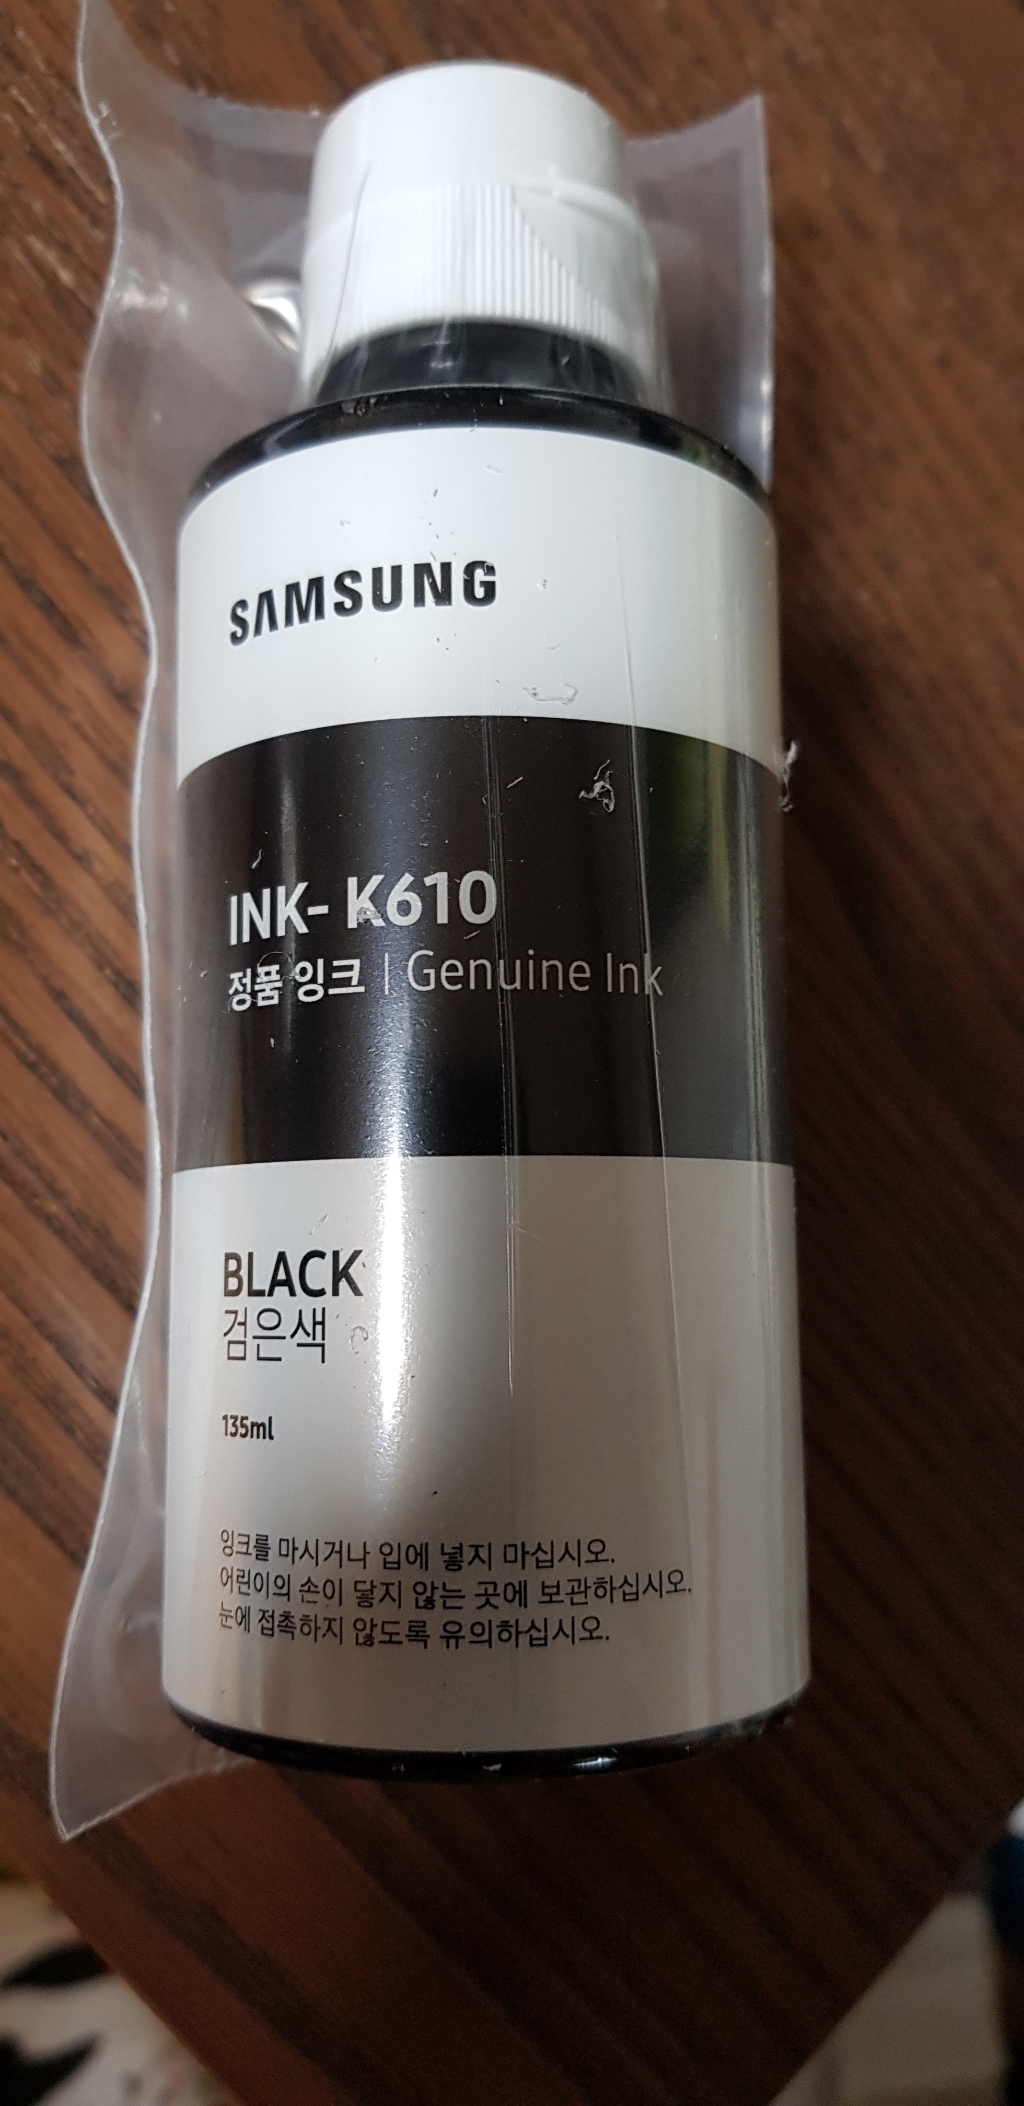 SAMSUNG
INK- K610
정품 잉크 | Genuine Ink
BLACK
검은색
135ml
잉크를 마시거나 입에 넣지 마십시오.
어린이의 손이 닿지 않는 곳에 보관하십시오.
눈에 접촉하지 않도록 유의하십시오.